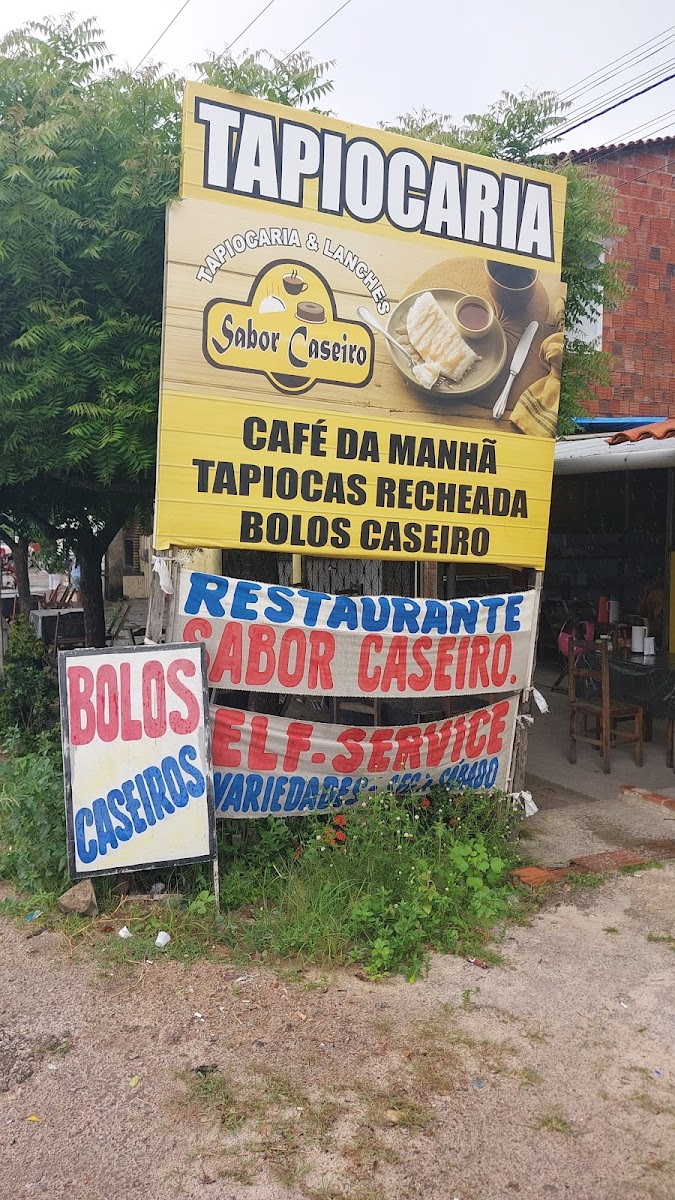 TAPIOCARIA
TAPIOCARIA & LANCHES
Sabor Caseiro
CAFÉ DA MANHÃ
TAPIOCAS RECHEADA
BOLOS CASEIRO
RESTAURANTE
SABOR CASEIRO.
ELF-SERVICE
VARIEDADES
SÁBADO
BOLOS
CASEIROS